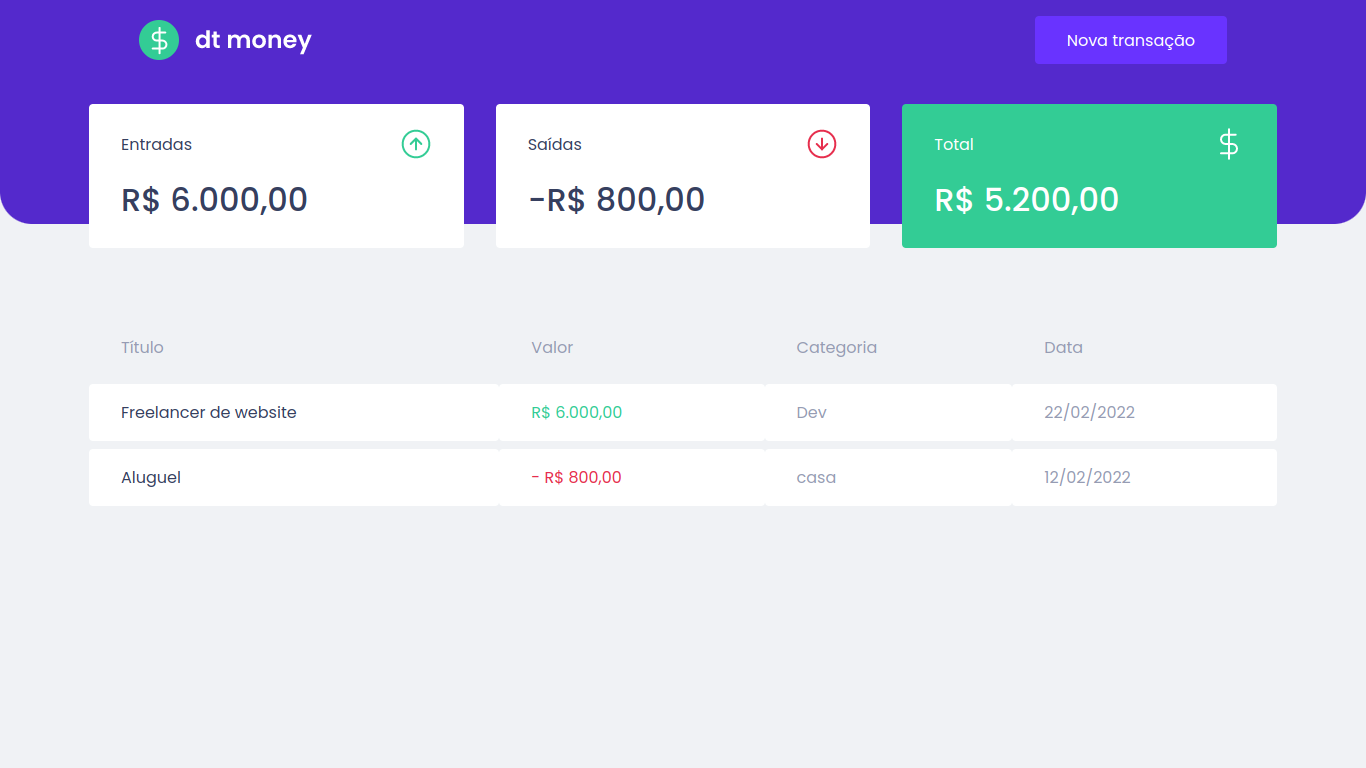 dt money
Nova transação
Entradas
R$ 6.000,00
Saídas
-R$ 800,00
Total
R$ 5.200,00
Título Valor Categoria Data
Freelancer de website R$ 6.000,00 Dev 22/02/2022
Aluguel - R$ 800,00 casa 12/02/2022